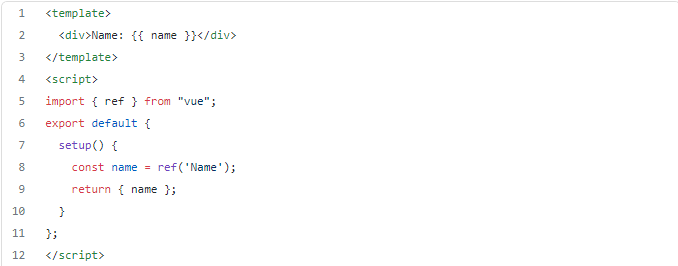 1 <template>
2   <div>Name: {{ name }}</div>
3 </template>
4 <script>
5 import { ref } from "vue";
6 export default {
7   setup() {
8     const name = ref('Name');
9     return { name };
10   }
11 };
12 </script>